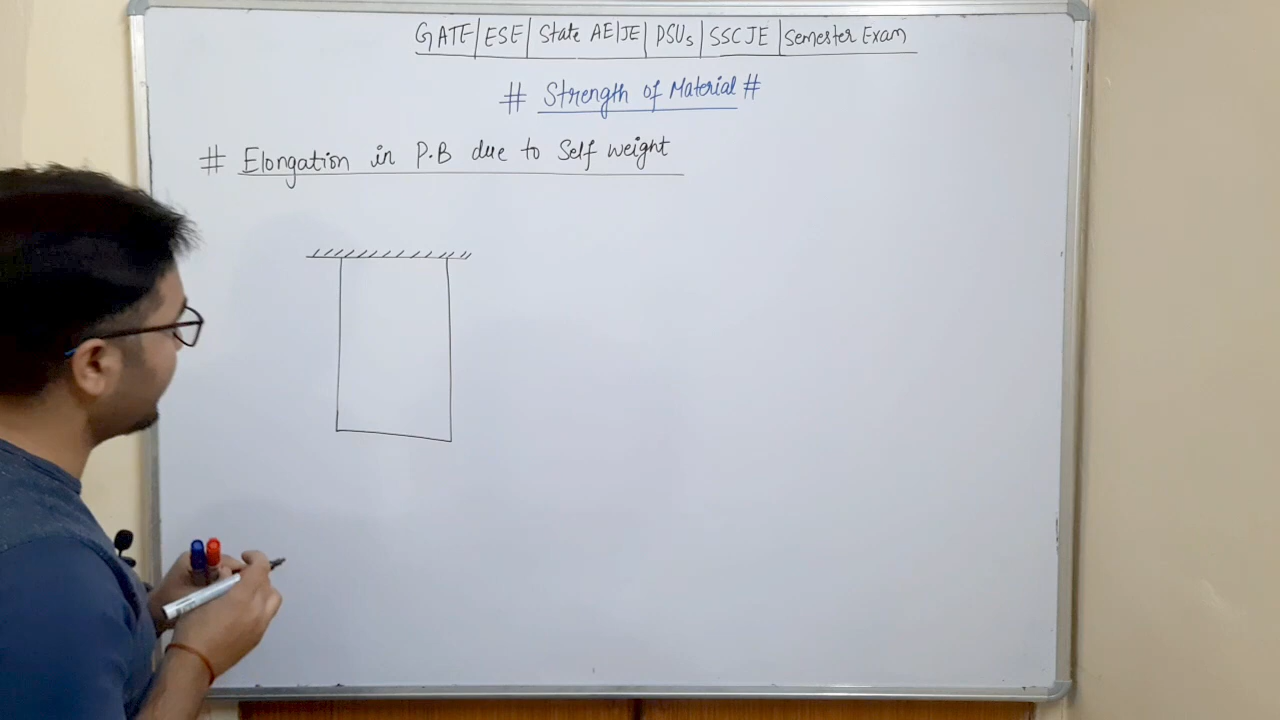 GATE|ESE|State AE|JE|PSUs|SSC JE|Semester Exam
# Strength of Material #
# Elongation in P.B due to Self weight